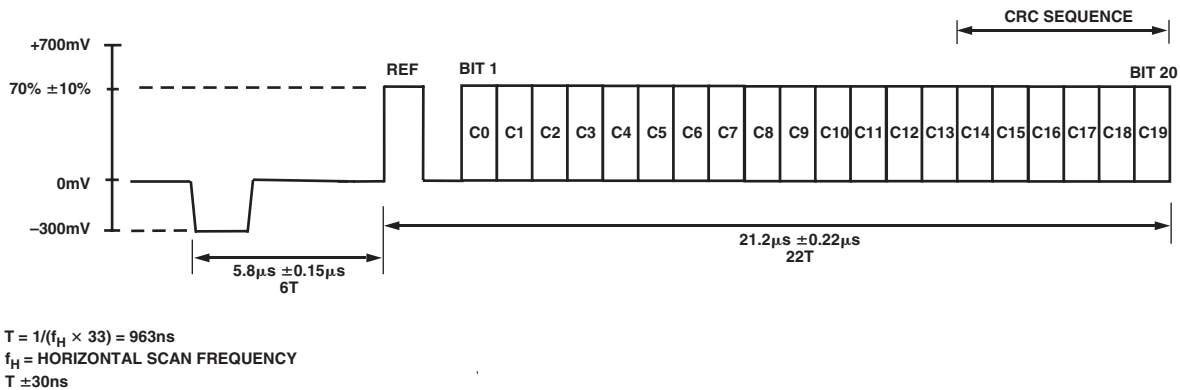 CRC SEQUENCE
+700mV
REF
BIT 1
BIT 20
70% ±10%
C0 C1 C2 C3 C4 C5 C6 C7 C8 C9 C10 C11 C12 C13 C14 C15 C16 C17 C18 C19
0mV
–300mV
21.2μs ±0.22μs
22T
5.8μs ±0.15μs
6T
T = 1/(fH × 33) = 963ns
fH = HORIZONTAL SCAN FREQUENCY
T ±30ns